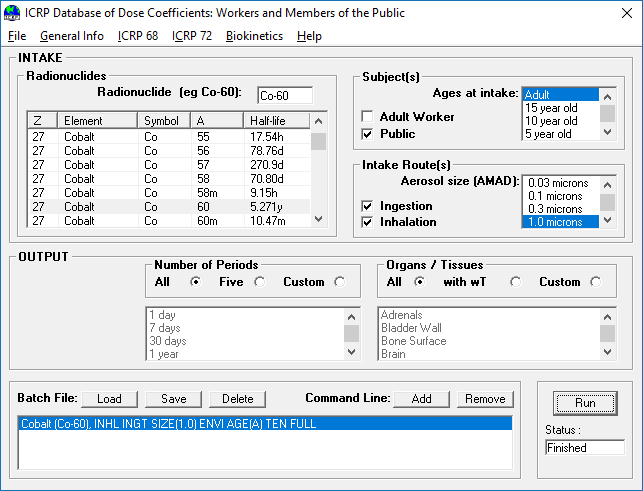 ICRP Database of Dose Coefficients: Workers and Members of the Public
File General Info ICRP 68 ICRP 72 Biokinetics Help
INTAKE
Radionuclides
Radionuclide (eg Co-60): Co-60
Z Element Symbol A Half-life
27 Cobalt Co 55 17.54h
27 Cobalt Co 56 78.76d
27 Cobalt Co 57 270.9d
27 Cobalt Co 58 70.80d
27 Cobalt Co 58m 9.15h
27 Cobalt Co 60 5.271y
27 Cobalt Co 60m 10.47m
Subject(s)
Ages at intake:
Adult
15 year old
10 year old
5 year old
Adult Worker
Public
Intake Route(s)
Aerosol size (AMAD):
0.03 microns
0.1 microns
0.3 microns
1.0 microns
Ingestion
Inhalation
OUTPUT
Number of Periods
All Five Custom
1 day
7 days
30 days
1 year
Organs / Tissues
All with wT Custom
Adrenals
Bladder Wall
Bone Surface
Brain
Batch File: Load Save Delete Command Line: Add Remove
Cobalt (Co-60), INHL INGT SIZE(1.0) ENVI AGE(A) TEN FULL
Run
Status :
Finished